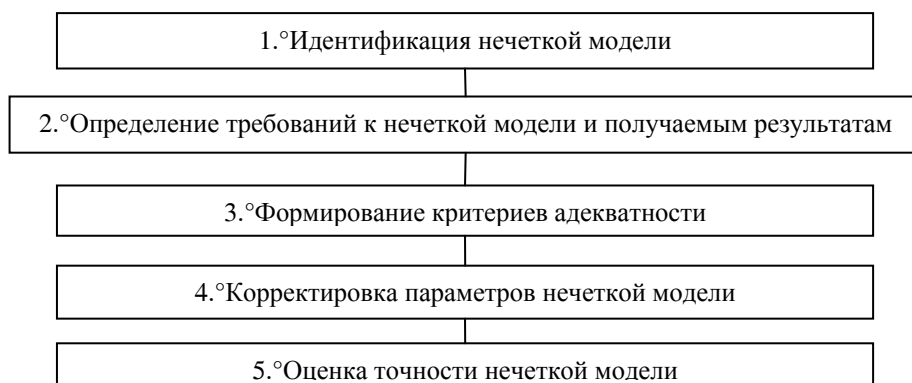 1.°Идентификация нечеткой модели
2.°Определение требований к нечеткой модели и получаемым результатам
3.°Формирование критериев адекватности
4.°Корректировка параметров нечеткой модели
5.°Оценка точности нечеткой модели